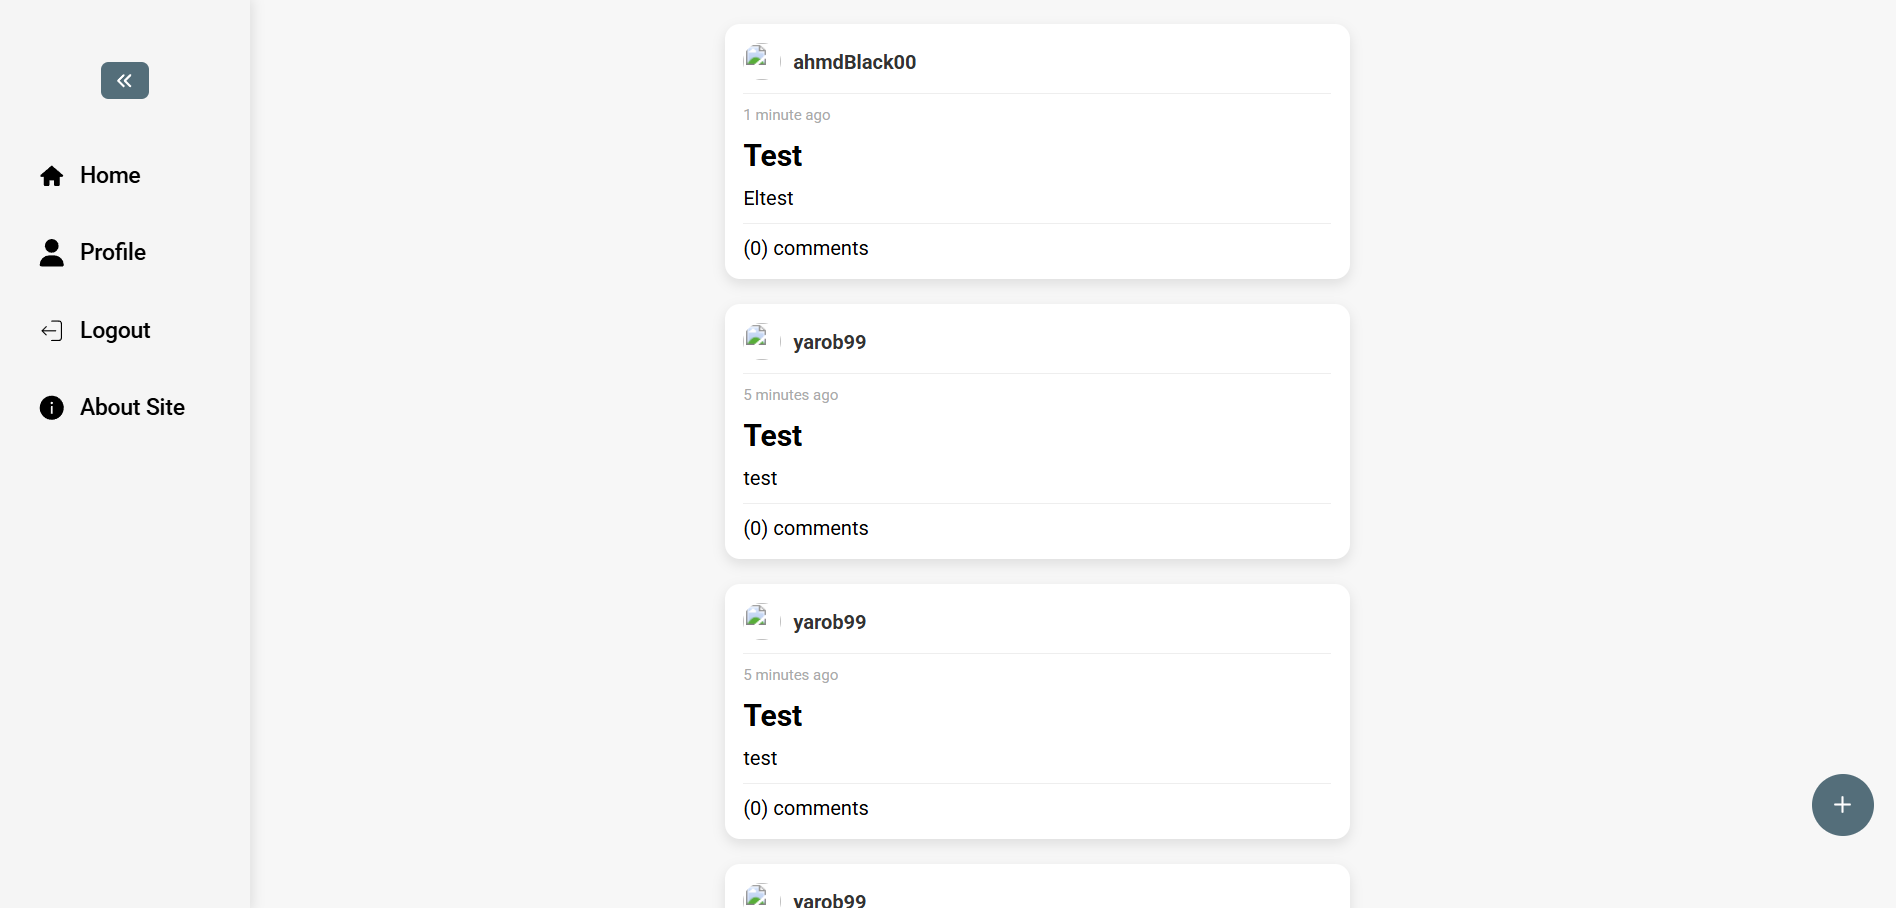 Home
Profile
Logout
About Site
ahmdBlack00
1 minute ago
Test
Eltest
(0) comments
yarob99
5 minutes ago
Test
test
(0) comments
yarob99
5 minutes ago
Test
test
(0) comments
yarob99